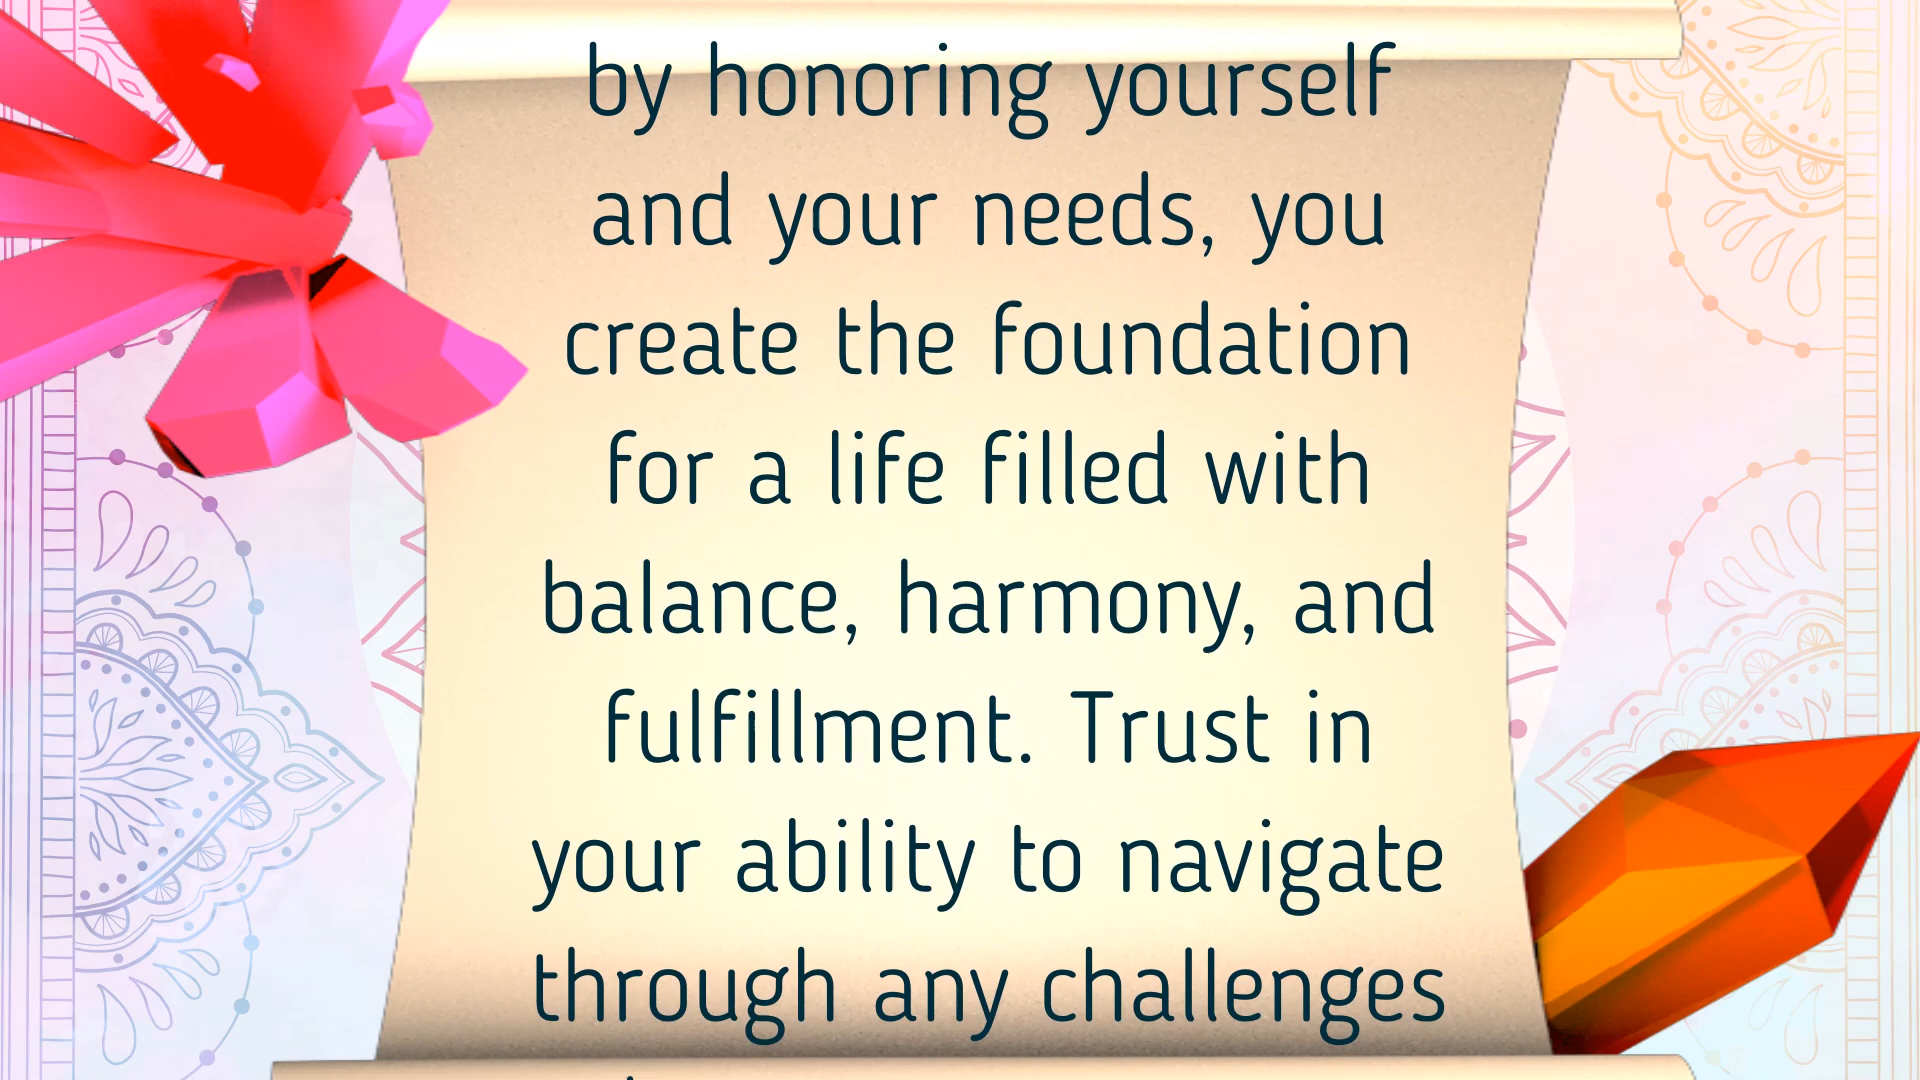 by honoring yourself
and your needs, you
create the foundation
for a life filled with
balance, harmony, and
fulfillment. Trust in
your ability to navigate
through any challenges